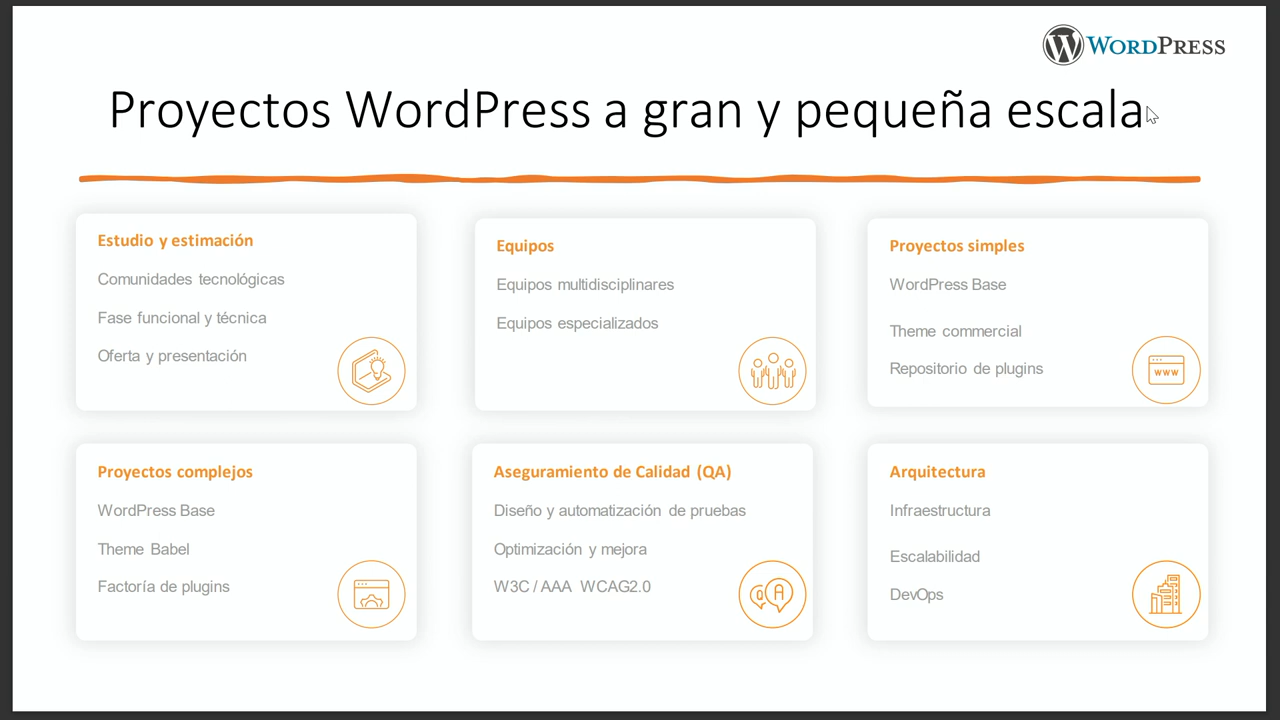 WORDPRESS
Proyectos WordPress a gran y pequeña escala
Estudio y estimación
Comunidades tecnológicas
Fase funcional y técnica
Oferta y presentación
Equipos
Equipos multidisciplinares
Equipos especializados
Proyectos simples
WordPress Base
Theme commercial
Repositorio de plugins
WWW
Proyectos complejos
WordPress Base
Theme Babel
Factoría de plugins
Aseguramiento de Calidad (QA)
Diseño y automatización de pruebas
Optimización y mejora
W3C / AAA WCAG2.0
Q A
Arquitectura
Infraestructura
Escalabilidad
DevOps